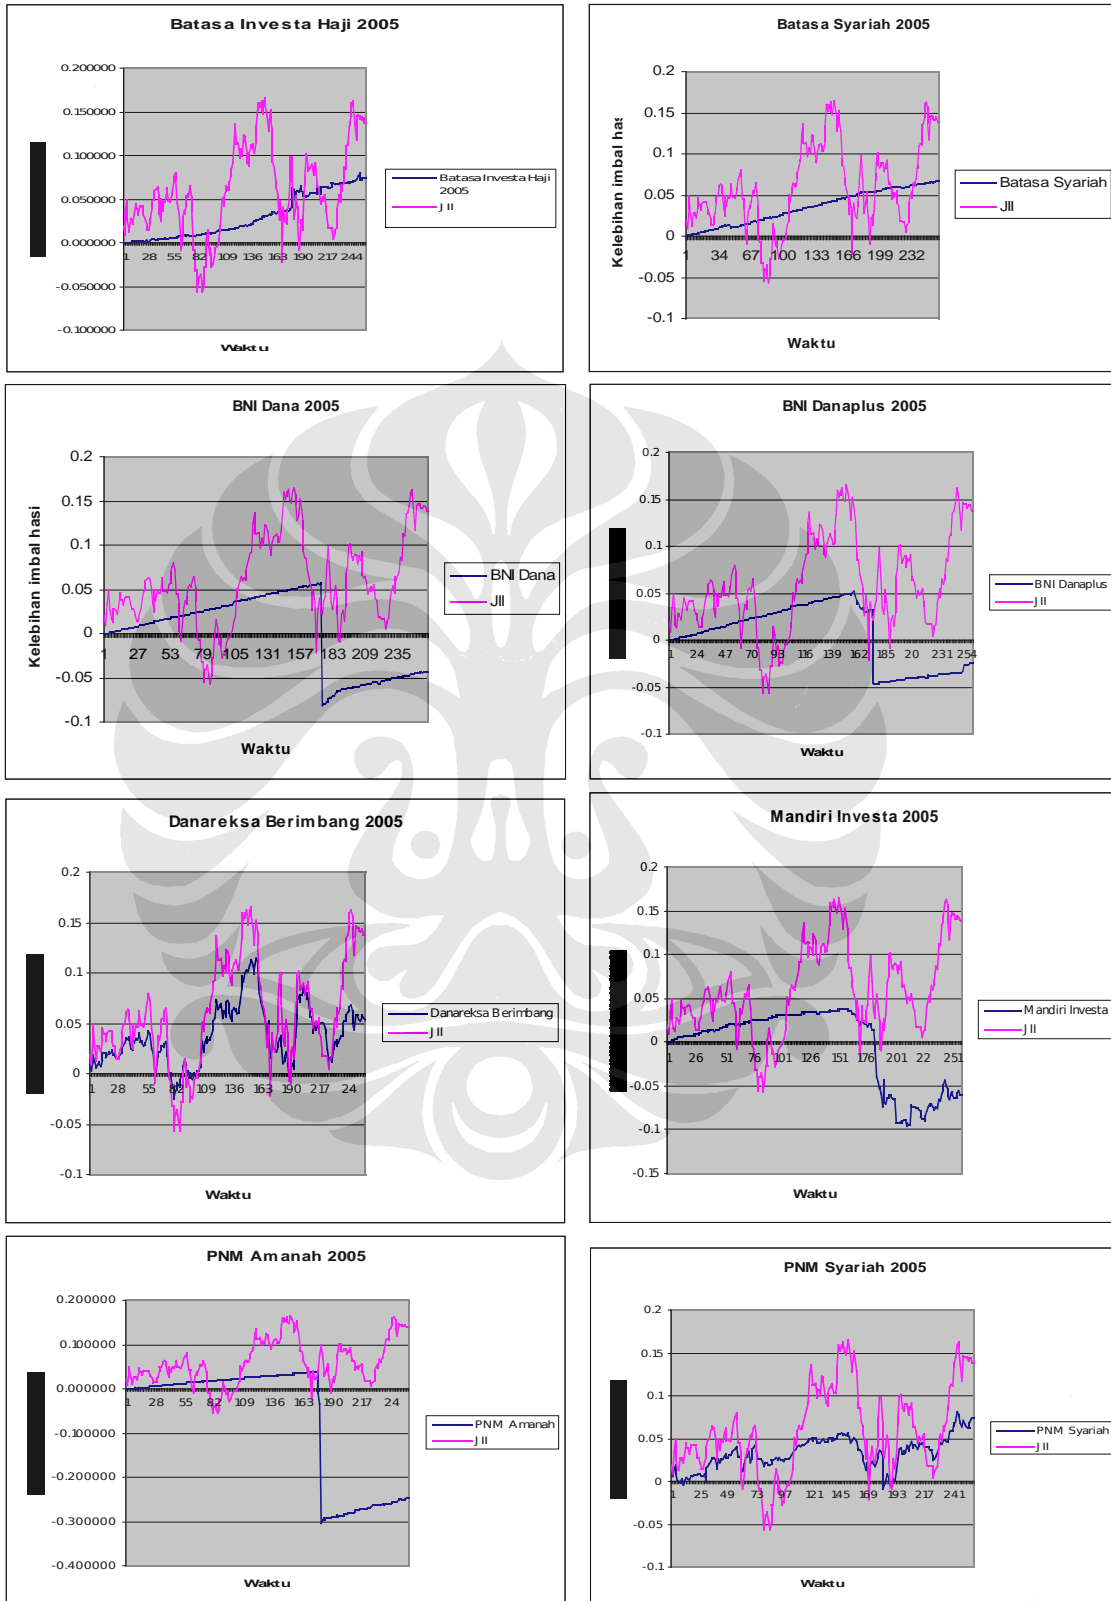 Batasa Investa Haji 2005
0.200000
0.150000
0.100000
0.050000
0.000000
-0.050000
-0.100000
1 28 55 82 109 136 163 190 217 244
Waktu
Batasa Investa Haji
2005
JII
Batasa Syariah 2005
Kelebihan imbal has
0.2
0.15
0.1
0.05
0
-0.05
-0.1
1 34 67 100 133 166 199 232
Waktu
Batasa Syariah
JII
BNI Dana 2005
Kelebihan imbal hasi
0.2
0.15
0.1
0.05
0
-0.05
-0.1
1 27 53 79 105 131 157 183 209 235
Waktu
BNI Dana
JII
BNI Danaplus 2005
0.2
0.15
0.1
0.05
0
-0.05
-0.1
1 24 47 70 93 116 139 162 185 20 231 254
Waktu
BNI Danaplus
JII
Danareksa Berimbang 2005
0.2
0.15
0.1
0.05
0
-0.05
-0.1
1 28 55 82 109 136 163 190 217 24
Waktu
Danareksa Berimbang
JII
Mandiri Investa 2005
0.2
0.15
0.1
0.05
0
-0.05
-0.1
-0.15
1 26 51 76 101 126 151 176 201 22 251
Waktu
Mandiri Investa
JII
PNM Amanah 2005
0.200000
0.100000
0.000000
-0.100000
-0.200000
-0.300000
-0.400000
1 28 55 82 109 136 163 190 217 24
Waktu
PNM Amanah
JII
PNM Syariah 2005
0.2
0.15
0.1
0.05
0
-0.05
-0.1
1 25 49 73 97 121 145 169 193 217 241
Waktu
PNM Syariah
JII